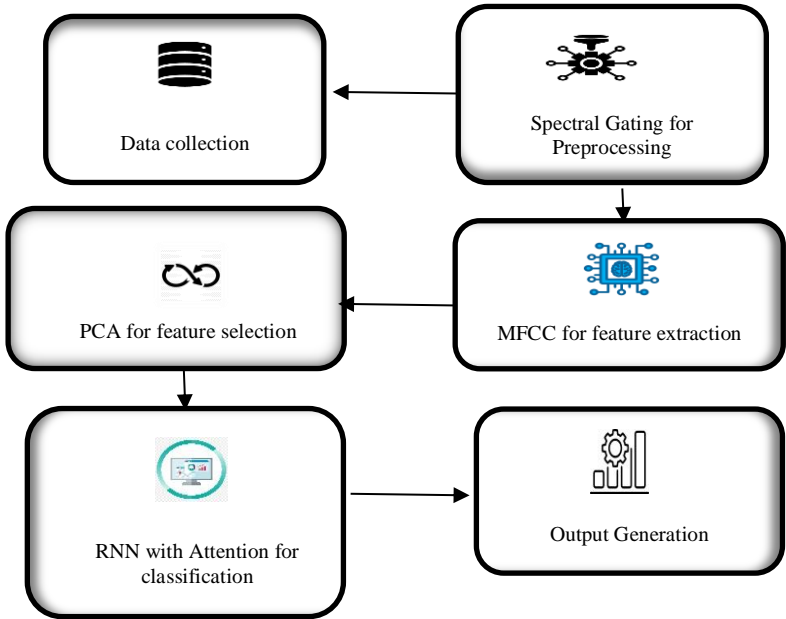 Data collection
Spectral Gating for
Preprocessing
PCA for feature selection
MFCC for feature extraction
RNN with Attention for
classification
Output Generation